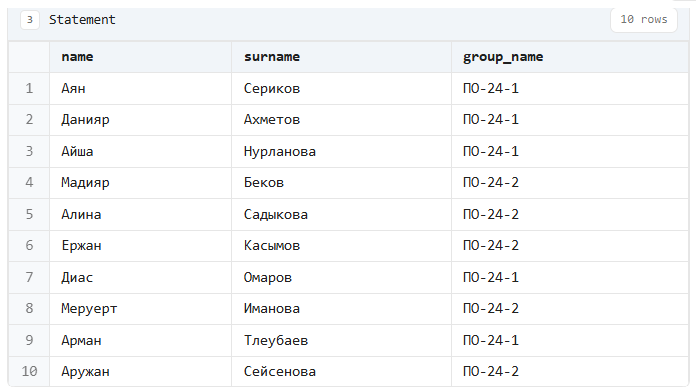 3 Statement 10 rows
name surname group_name
1 Аян Сериков ПО-24-1
2 Данияр Ахметов ПО-24-1
3 Айша Нурланова ПО-24-1
4 Мадияр Беков ПО-24-2
5 Алина Садыкова ПО-24-2
6 Ержан Касымов ПО-24-2
7 Диас Омаров ПО-24-1
8 Меруерт Иманова ПО-24-2
9 Арман Тлеубаев ПО-24-1
10 Аружан Сейсенова ПО-24-2